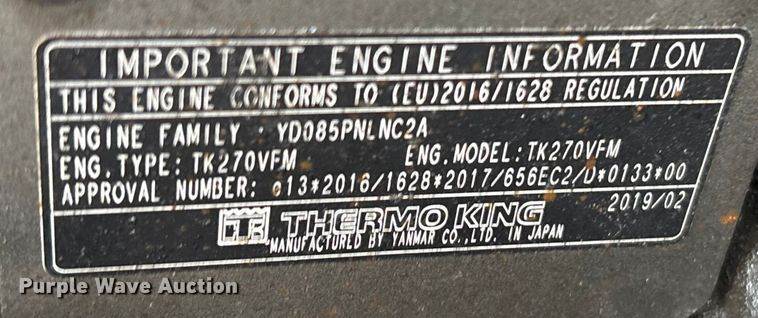 IMPORTANT ENGINE INFORMATION
THIS ENGINE CONFORMS TO (EU)2016/1628 REGULATION
ENGINE FAMILY : YD085PNLNC2A
ENG.TYPE: TK270VFM ENG.MODEL: TK270VFM
APPROVAL NUMBER: e13*2016/1628*2017/656EC2/D*0133*00
2019/02
THERMO KING
MANUFACTURED BY YANMAR CO.,LTD. IN JAPAN
Purple Wave Auction